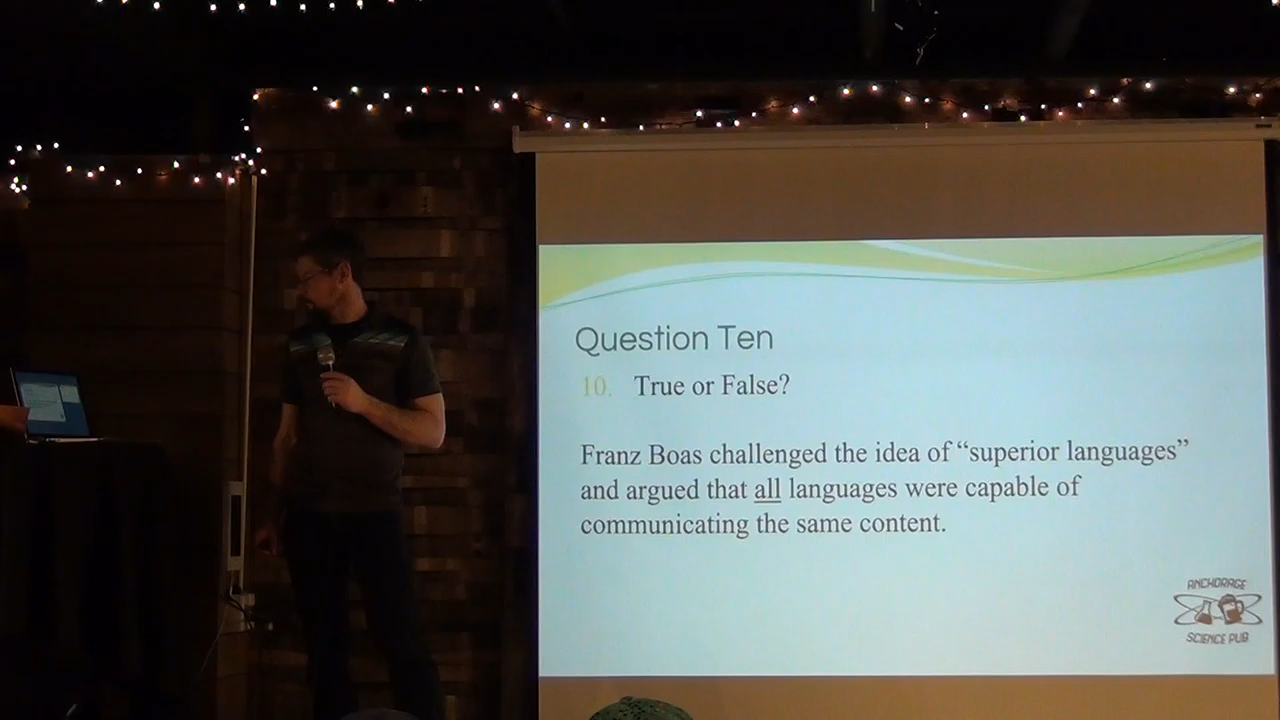 Question Ten
10. True or False?
Franz Boas challenged the idea of “superior languages”
and argued that all languages were capable of
communicating the same content.
ANCHORAGE
SCIENCE PUB